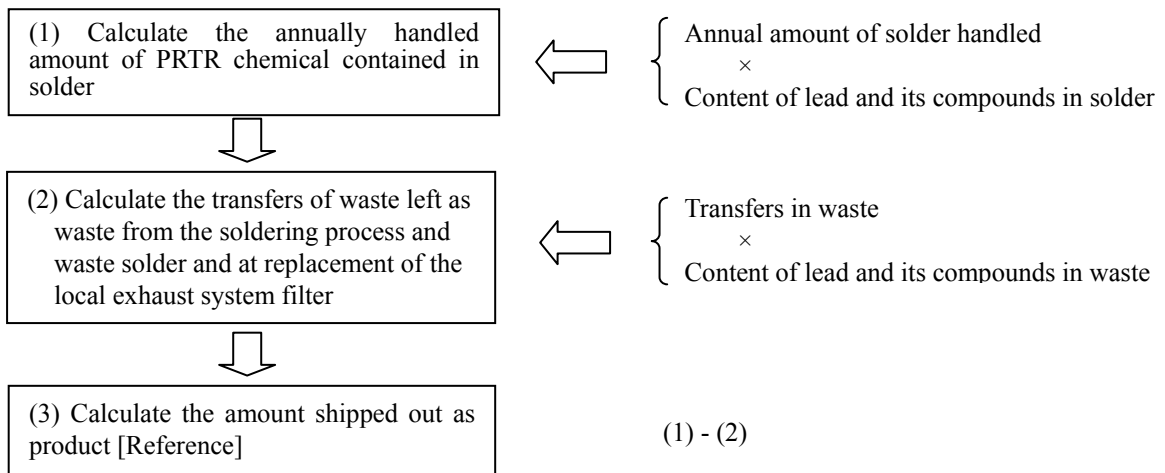 (1) Calculate the annually handled
amount of PRTR chemical contained in
solder
Annual amount of solder handled
×
Content of lead and its compounds in solder
(2) Calculate the transfers of waste left as
waste from the soldering process and
waste solder and at replacement of the
local exhaust system filter
Transfers in waste
×
Content of lead and its compounds in waste
(3) Calculate the amount shipped out as
product [Reference]
(1) - (2)